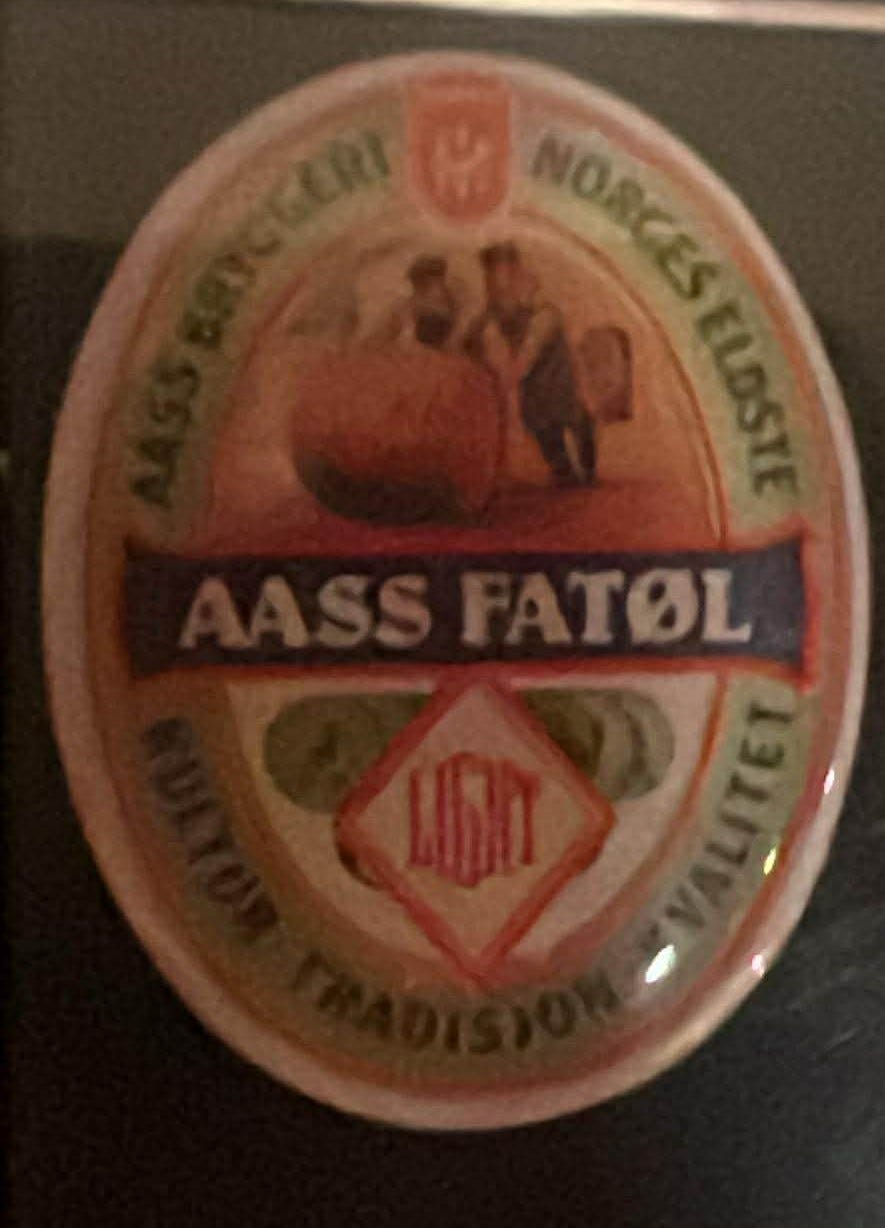 AASS BRYGGERI
NORGES ELDSTE
AASS FATØL
LIGHT
KULTUR TRADISJON KVALITET